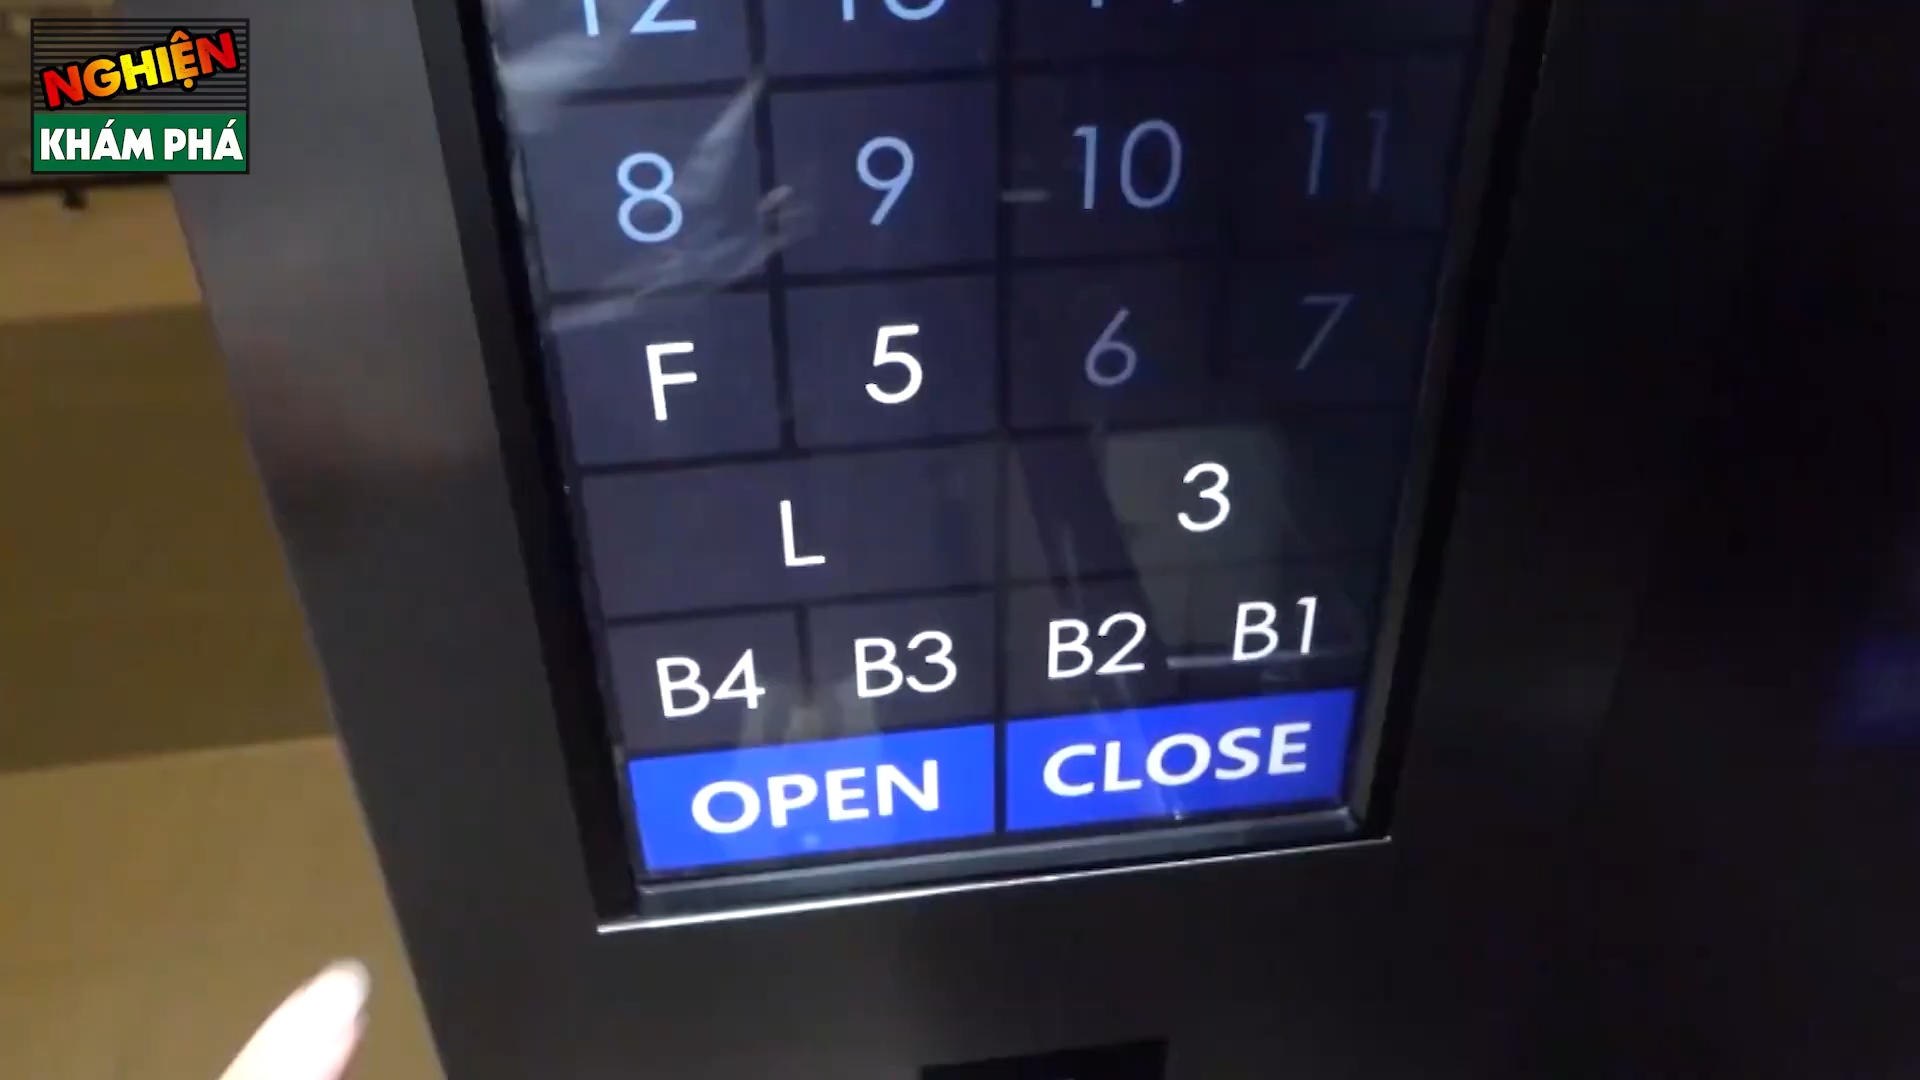 NGHIỆN
KHÁM PHÁ
12
8 9 10 11
F 5 6 7
L 3
B4 B3 B2 B1
OPEN CLOSE